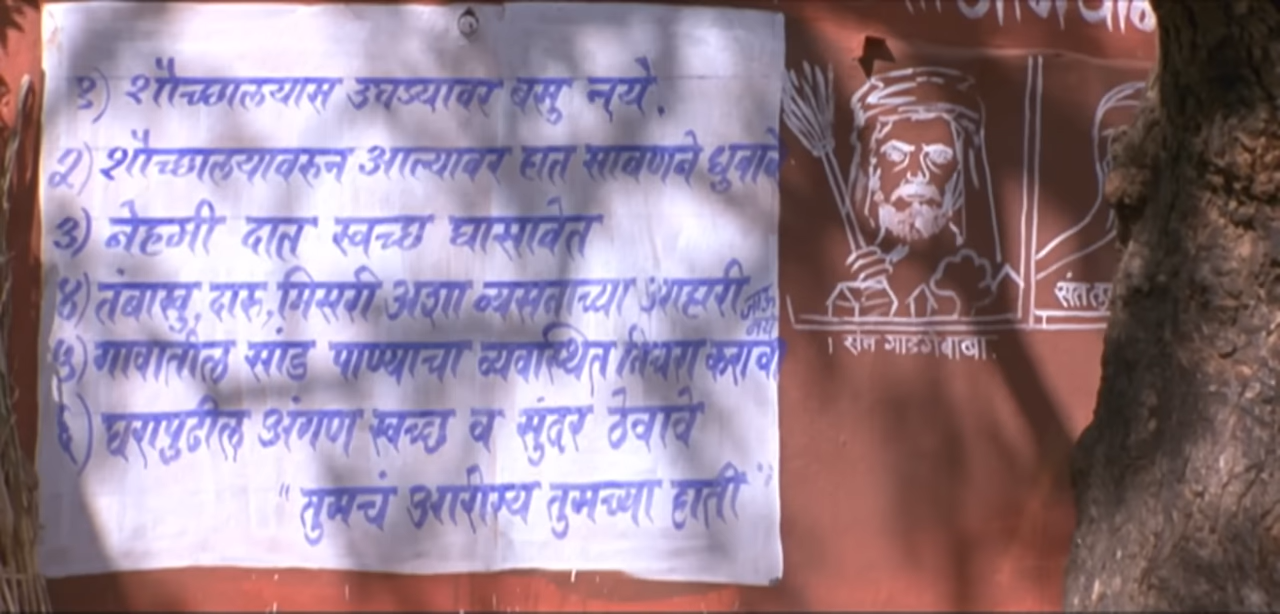 १) शौच्छालयास उघड्यावर बसु नये.
२) शौच्छालयावरुन आल्यावर हात साबणने धुवावे
३) नेहमी दात स्वच्छ घासावेत
४) तंबाखु, दारु, मिसरी अशा व्यसनाच्या आहारी जाऊ नये
५) गावातील सांड पाण्याचा व्यवस्थित निचरा करावा
६) घरापुढील अंगण स्वच्छ व सुंदर ठेवावे
"तुमचं आरोग्य तुमच्या हाती"
संत गाडगेबाबा.
संत